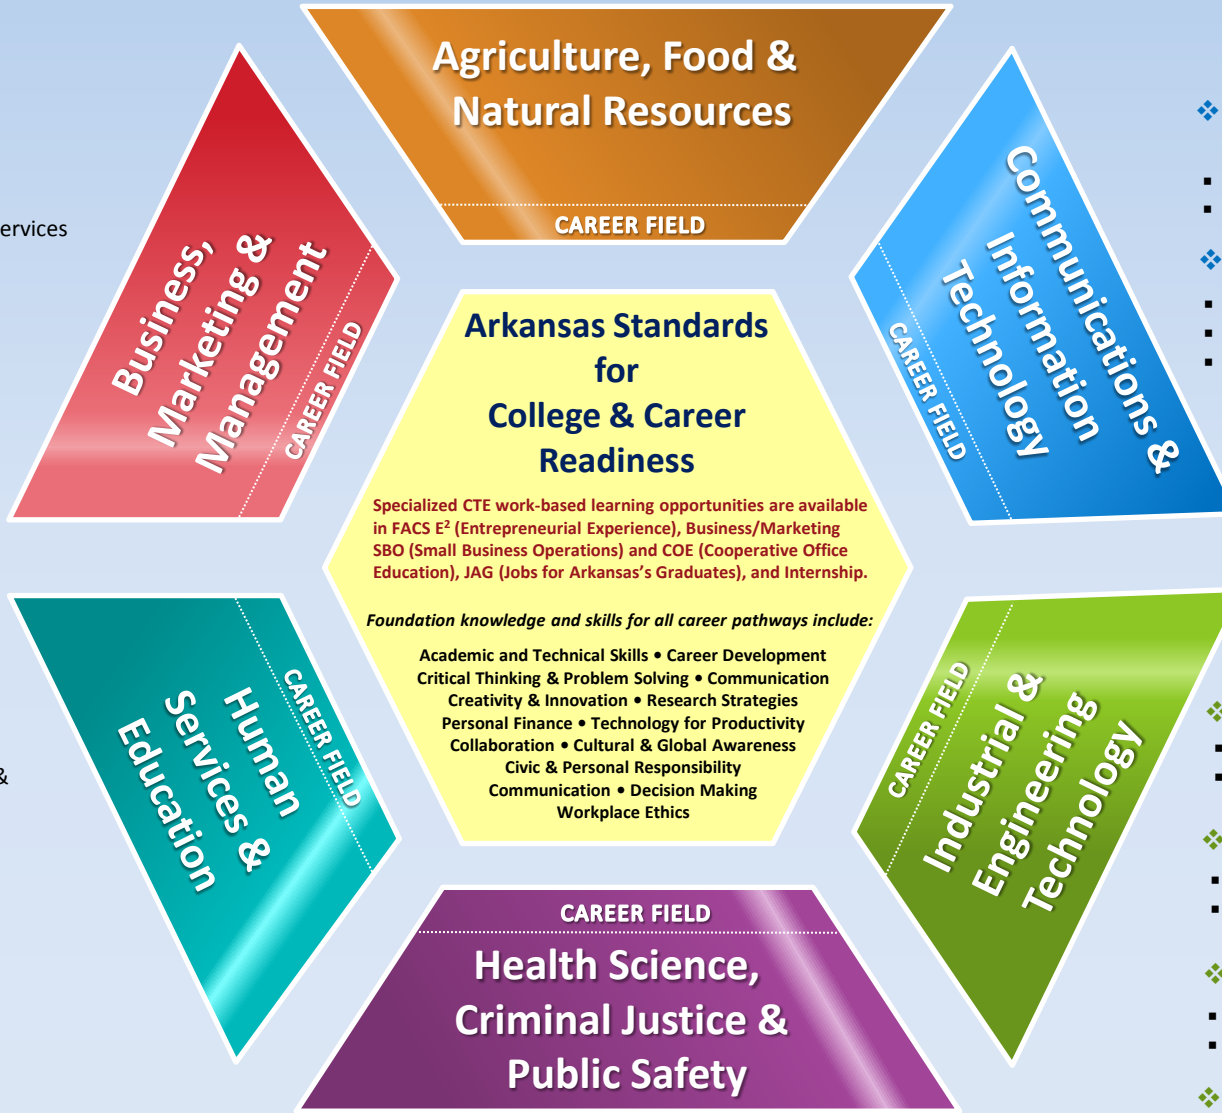 Agriculture, Food &
Natural Resources
CAREER FIELD
Business,
Marketing &
Management
CAREER FIELD
Communications &
Information
Technology
CAREER FIELD
ervices
Arkansas Standards
for
College & Career
Readiness
Specialized CTE work-based learning opportunities are available
in FACS E² (Entrepreneurial Experience), Business/Marketing
SBO (Small Business Operations) and COE (Cooperative Office
Education), JAG (Jobs for Arkansas's Graduates), and Internship.
Foundation knowledge and skills for all career pathways include:
Academic and Technical Skills • Career Development
Critical Thinking & Problem Solving • Communication
Creativity & Innovation • Research Strategies
Personal Finance • Technology for Productivity
Collaboration • Cultural & Global Awareness
Civic & Personal Responsibility
Communication • Decision Making
Workplace Ethics
CAREER FIELD
Human
Services &
Education
&
CAREER FIELD
Industrial &
Engineering
Technology
CAREER FIELD
Health Science,
Criminal Justice &
Public Safety